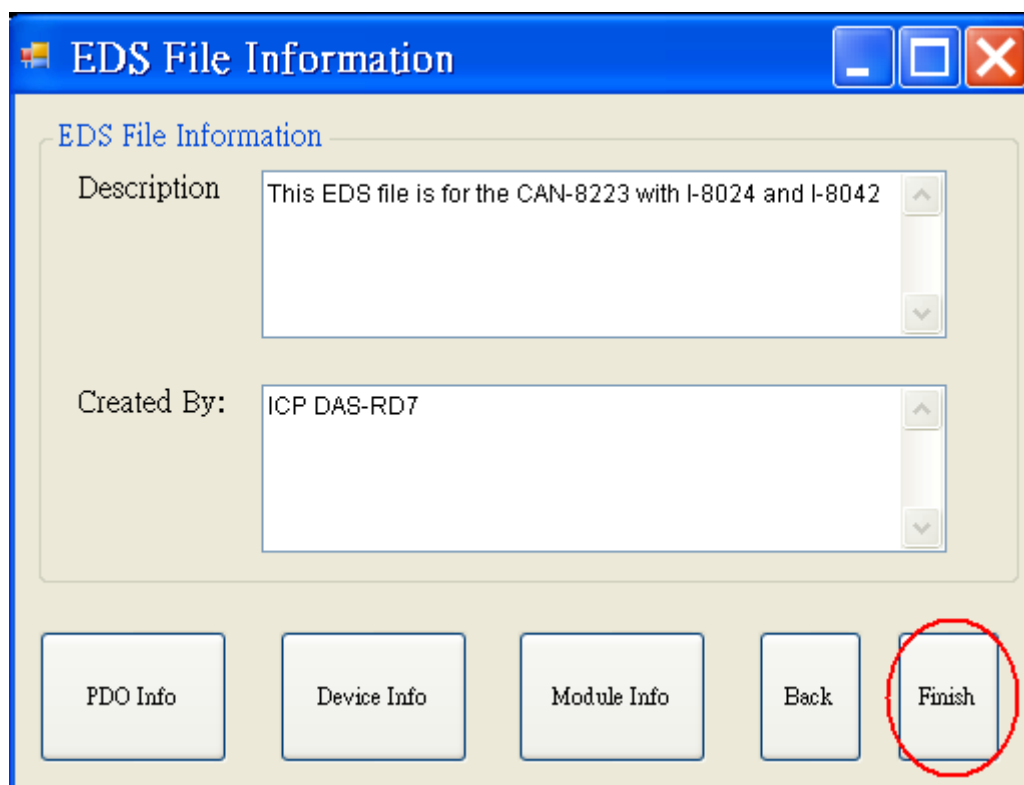 EDS File Information
EDS File Information
Description
This EDS file is for the CAN-8223 with I-8024 and I-8042
Created By:
ICP DAS-RD7
PDO Info
Device Info
Module Info
Back
Finish